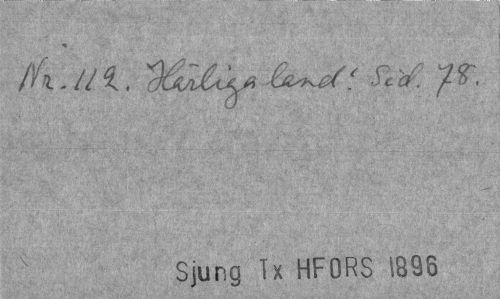 Nr. 112. Härliga land! Sid. 78.
Sjung Tx HFORS 1896